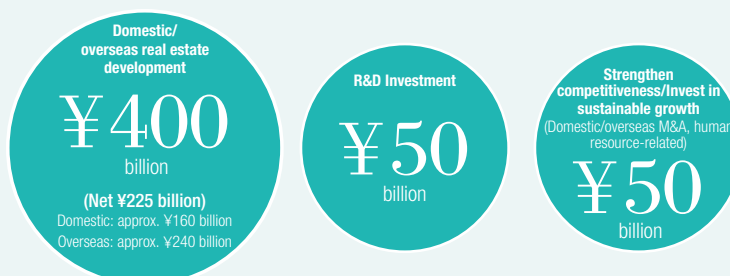 Domestic/
overseas real estate
development
¥400
billion
(Net ¥225 billion)
Domestic: approx. ¥160 billion
Overseas: approx. ¥240 billion
R&D Investment
¥50
billion
Strengthen
competitiveness/Invest in
sustainable growth
(Domestic/overseas M&A, human
resource-related)
¥50
billion